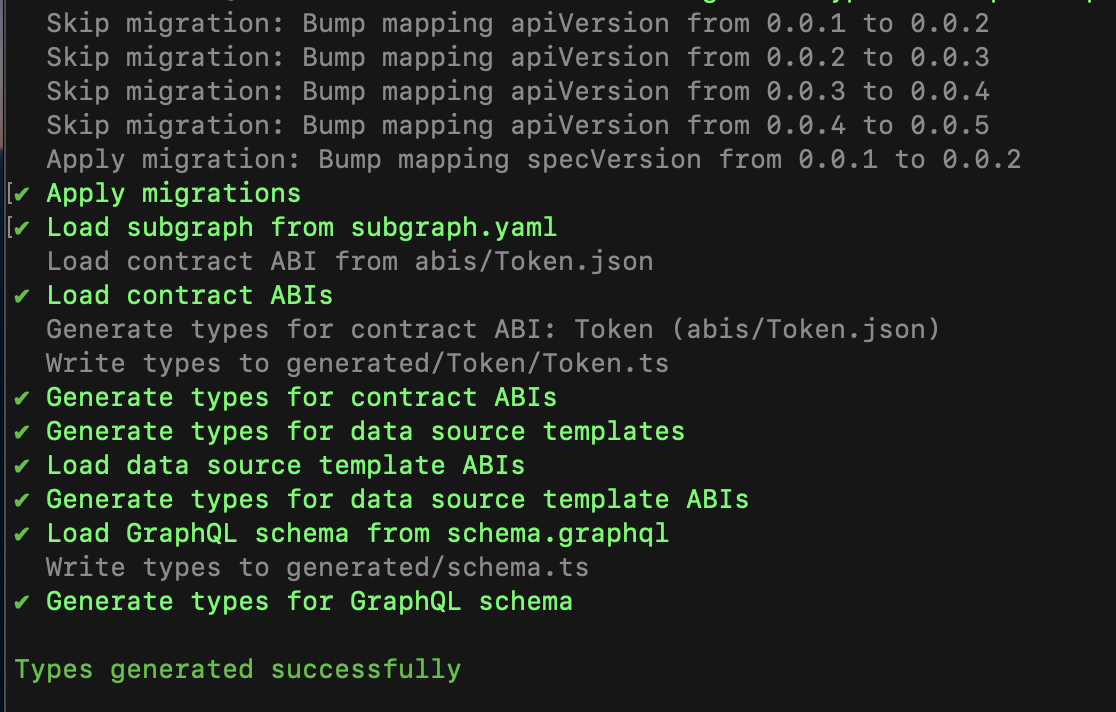 Skip migration: Bump mapping apiVersion from 0.0.1 to 0.0.2
Skip migration: Bump mapping apiVersion from 0.0.2 to 0.0.3
Skip migration: Bump mapping apiVersion from 0.0.3 to 0.0.4
Skip migration: Bump mapping apiVersion from 0.0.4 to 0.0.5
Apply migration: Bump mapping specVersion from 0.0.1 to 0.0.2
[✔ Apply migrations
[✔ Load subgraph from subgraph.yaml
Load contract ABI from abis/Token.json
✔ Load contract ABIs
Generate types for contract ABI: Token (abis/Token.json)
Write types to generated/Token/Token.ts
✔ Generate types for contract ABIs
✔ Generate types for data source templates
✔ Load data source template ABIs
✔ Generate types for data source template ABIs
✔ Load GraphQL schema from schema.graphql
Write types to generated/schema.ts
✔ Generate types for GraphQL schema
Types generated successfully